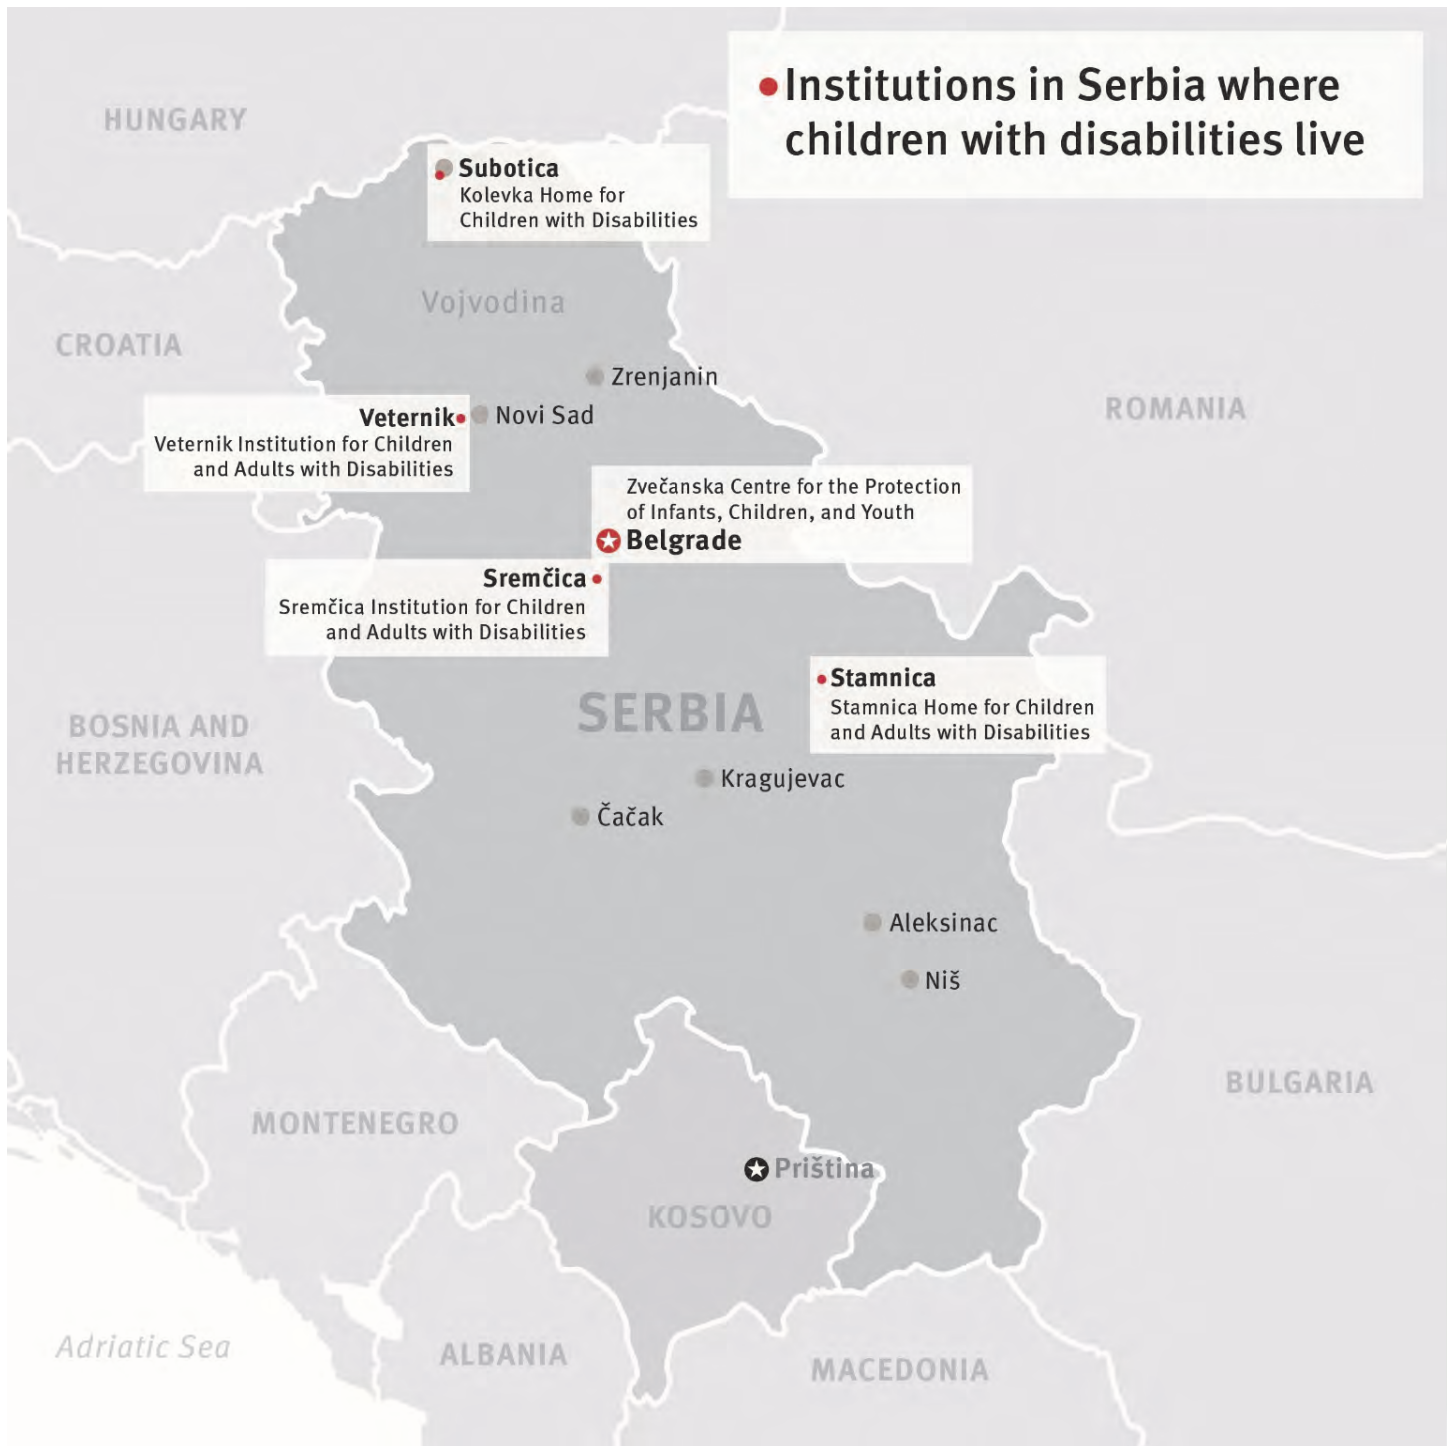 Institutions in Serbia where
children with disabilities live
HUNGARY
Subotica
Kolevka Home for
Children with Disabilities
Vojvodina
CROATIA
Zrenjanin
ROMANIA
Veternik
Novi Sad
Veternik Institution for Children
and Adults with Disabilities
Zvečanska Centre for the Protection
of Infants, Children, and Youth
Belgrade
Sremčica
Sremčica Institution for Children
and Adults with Disabilities
Stamnica
Stamnica Home for Children
and Adults with Disabilities
SERBIA
BOSNIA AND
HERZEGOVINA
Kragujevac
Čačak
Aleksinac
Niš
BULGARIA
MONTENEGRO
Priština
KOSOVO
Adriatic Sea
ALBANIA
MACEDONIA